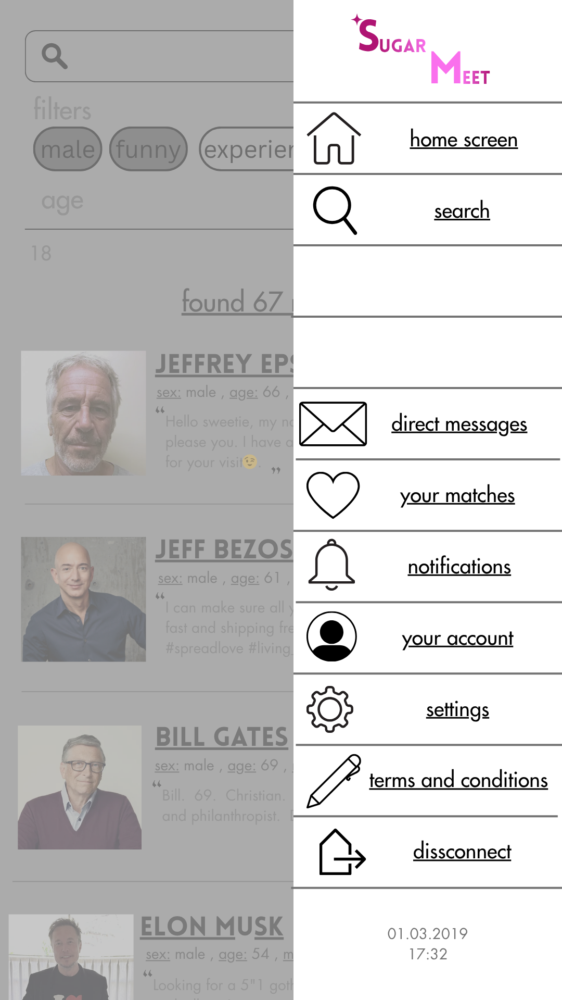 filters
male
funny
experien
age
18
found 67
JEFFREY EPS
sex: male , age: 66 ,
“
Hello sweetie, my no
please you. I have a
for your visit😉.
”
JEFF BEZOS
sex: male , age: 61 ,
“
I can make sure all y
fast and shipping fre
#spreadlove #living_
BILL GATES
sex: male , age: 69 ,
“
Bill. 69. Christian.
and philanthropist.
ELON MUSK
sex: male , age: 54 , m
“
Looking for a 5"1 goth
SUGAR
MEET
home screen
search
direct messages
your matches
notifications
your account
settings
terms and conditions
dissconnect
01.03.2019
17:32